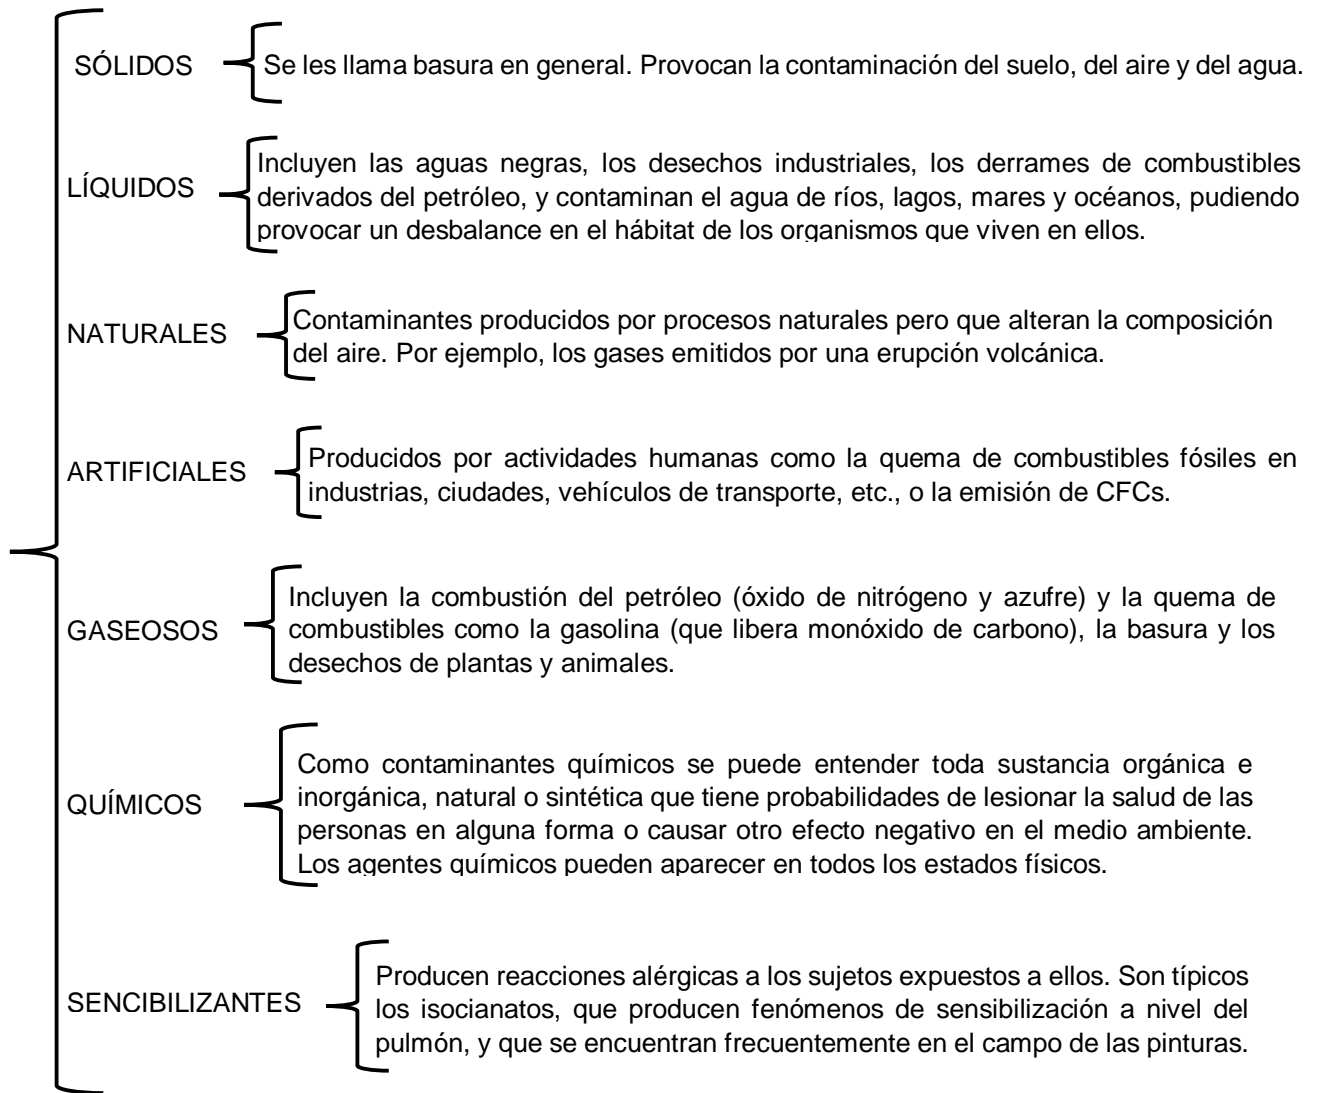 SÓLIDOS
Se les llama basura en general. Provocan la contaminación del suelo, del aire y del agua.
LÍQUIDOS
Incluyen las aguas negras, los desechos industriales, los derrames de combustibles
derivados del petróleo, y contaminan el agua de ríos, lagos, mares y océanos, pudiendo
provocar un desbalance en el hábitat de los organismos que viven en ellos.
NATURALES
Contaminantes producidos por procesos naturales pero que alteran la composición
del aire. Por ejemplo, los gases emitidos por una erupción volcánica.
ARTIFICIALES
Producidos por actividades humanas como la quema de combustibles fósiles en
industrias, ciudades, vehículos de transporte, etc., o la emisión de CFCs.
GASEOSOS
Incluyen la combustión del petróleo (óxido de nitrógeno y azufre) y la quema de
combustibles como la gasolina (que libera monóxido de carbono), la basura y los
desechos de plantas y animales.
QUÍMICOS
Como contaminantes químicos se puede entender toda sustancia orgánica e
inorgánica, natural o sintética que tiene probabilidades de lesionar la salud de las
personas en alguna forma o causar otro efecto negativo en el medio ambiente.
Los agentes químicos pueden aparecer en todos los estados físicos.
SENCIBILIZANTES
Producen reacciones alérgicas a los sujetos expuestos a ellos. Son típicos
los isocianatos, que producen fenómenos de sensibilización a nivel del
pulmón, y que se encuentran frecuentemente en el campo de las pinturas.